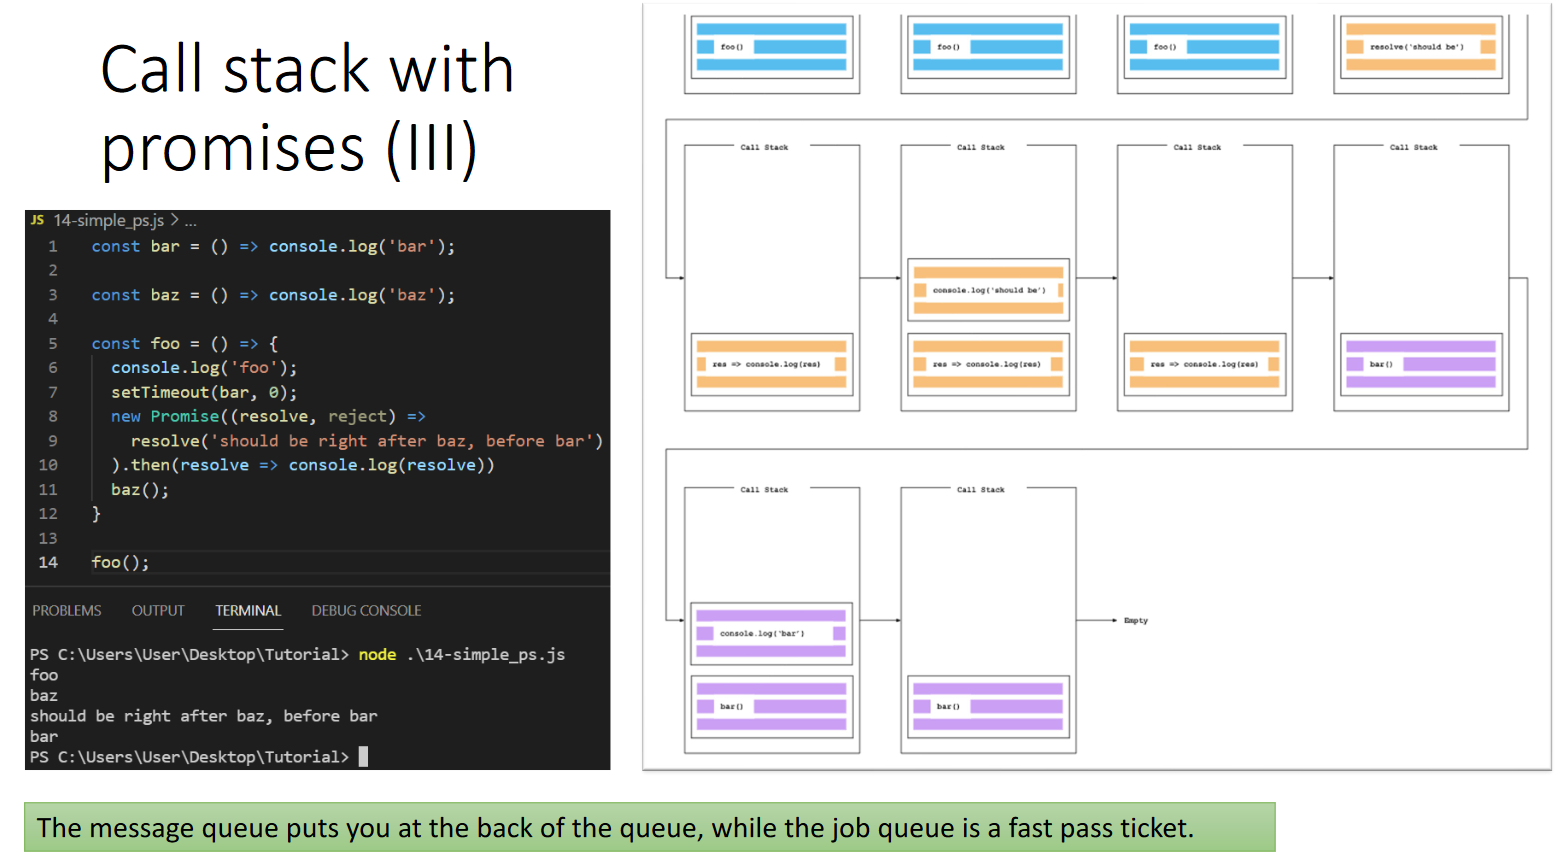 Call stack with
promises (III)
JS 14-simple_ps.js > ...
1 const bar = () => console.log('bar');
2
3 const baz = () => console.log('baz');
4
5 const foo = () => {
6 console.log('foo');
7 setTimeout(bar, 0);
8 new Promise((resolve, reject) =>
9 resolve('should be right after baz, before bar')
10 ).then(resolve => console.log(resolve))
11 baz();
12 }
13
14 foo();
PROBLEMS OUTPUT TERMINAL DEBUG CONSOLE
PS C:\Users\User\Desktop\Tutorial> node .\14-simple_ps.js
foo
baz
should be right after baz, before bar
bar
PS C:\Users\User\Desktop\Tutorial>
foo() foo() foo() resolve('should be')
Call Stack Call Stack Call Stack Call Stack
console.log('should be')
res => console.log(res) res => console.log(res) res => console.log(res) bar()
Call Stack Call Stack
console.log('bar') Empty
bar() bar()
The message queue puts you at the back of the queue, while the job queue is a fast pass ticket.